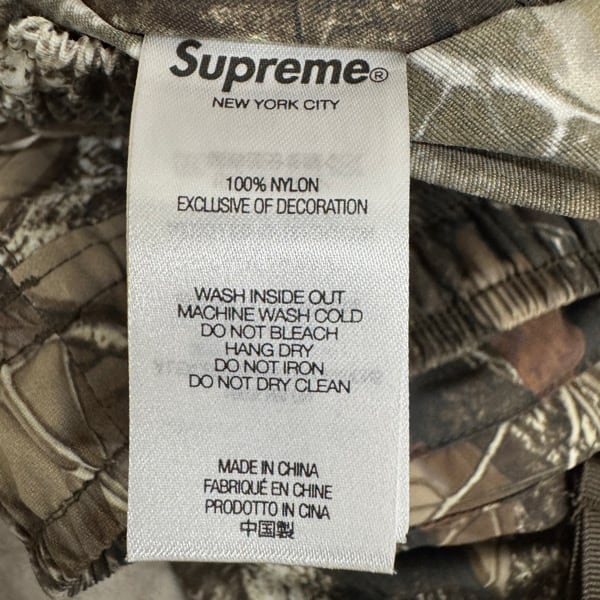 Supreme®
NEW YORK CITY
100% NYLON
EXCLUSIVE OF DECORATION
WASH INSIDE OUT
MACHINE WASH COLD
DO NOT BLEACH
HANG DRY
DO NOT IRON
DO NOT DRY CLEAN
MADE IN CHINA
FABRIQUÉ EN CHINE
PRODOTTO IN CINA
中国製